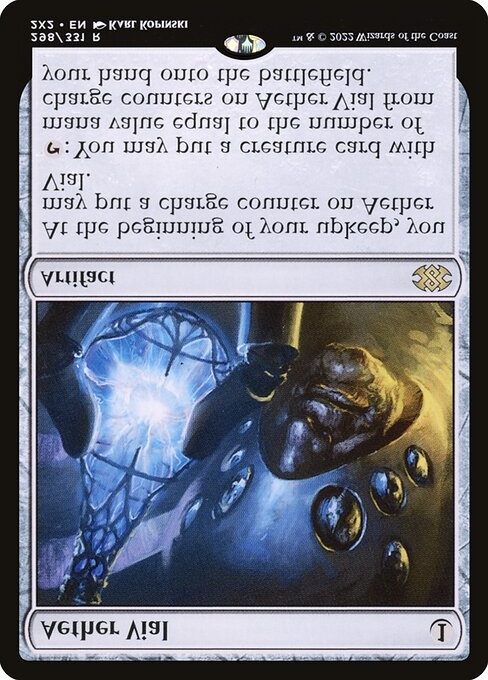 Aether Vial 1
Artifact
At the beginning of your upkeep, you
may put a charge counter on Aether
Vial.
: You may put a creature card with
mana value equal to the number of
charge counters on Aether Vial from
your hand onto the battlefield.
298/331 R
2X2 • EN Karl Kopinski
™ & © 2022 Wizards of the Coast